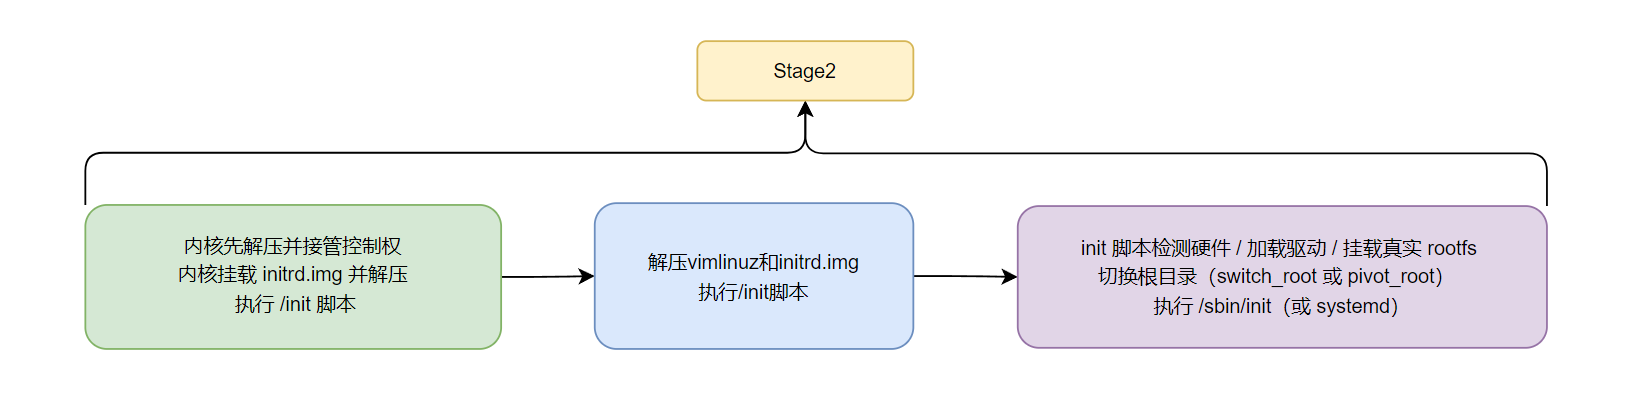 Stage2
内核先解压并接管控制权
内核挂载 initrd.img 并解压
执行 /init 脚本
解压vimlinuz和initrd.img
执行/init脚本
init 脚本检测硬件 / 加载驱动 / 挂载真实 rootfs
切换根目录（switch_root 或 pivot_root）
执行 /sbin/init（或 systemd）